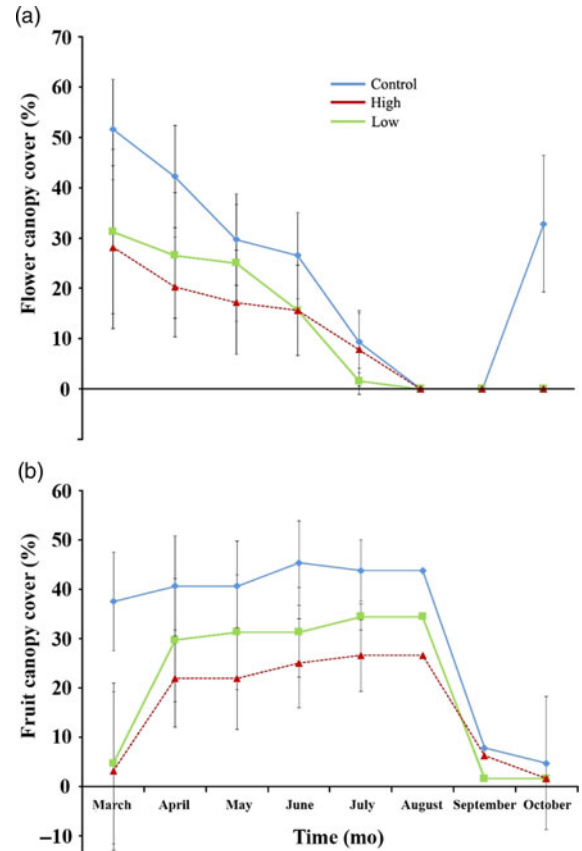 (a)
70
60
50
40
30
20
10
0
Flower canopy cover (%)
Control
High
Low
(b)
60
50
40
30
20
10
0
–10
Fruit canopy cover (%)
March April May June July August September October
Time (mo)